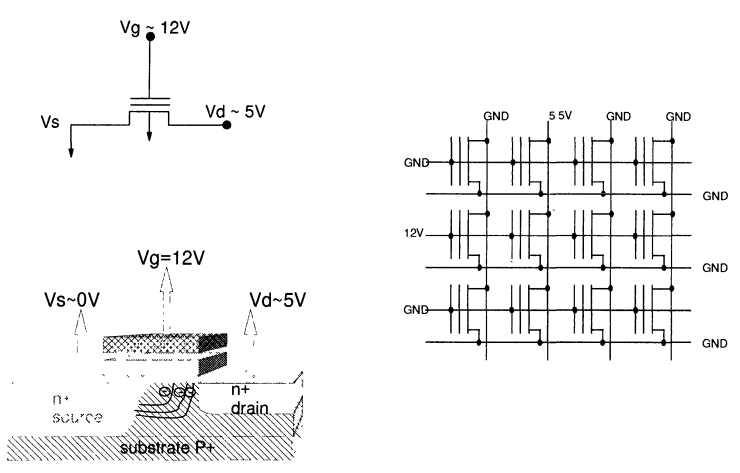 Vg ~ 12V
Vs
Vd ~ 5V
Vg=12V
Vs~0V
Vd~5V
n+
source
n+
drain
substrate P+
GND
5 5V
GND
GND
GND
GND
12V
GND
GND
GND